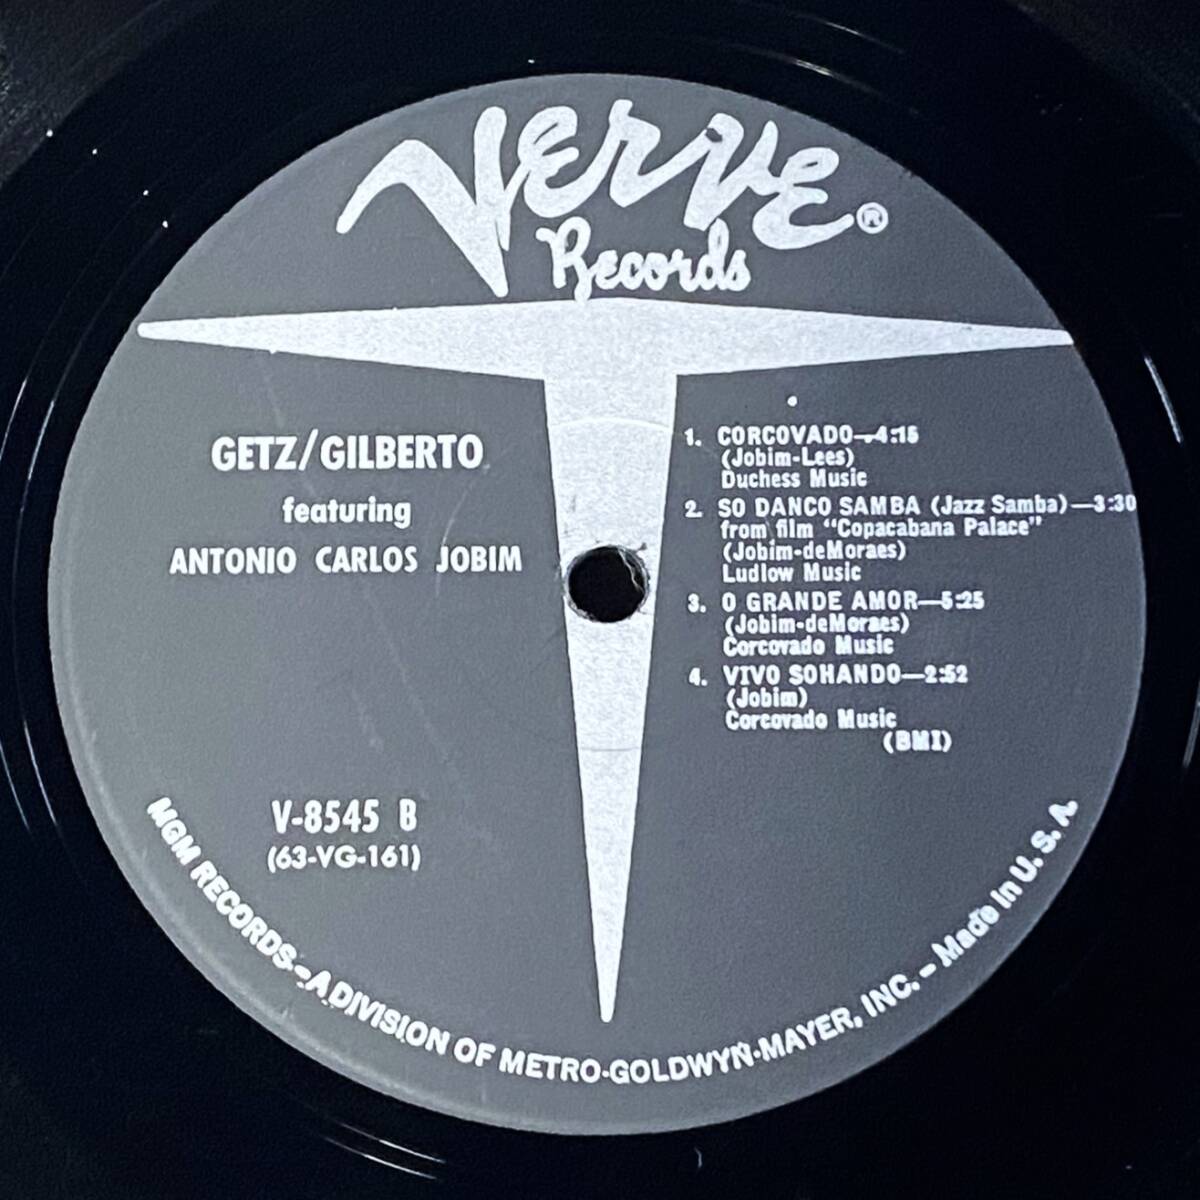 Verve®
Records
GETZ/GILBERTO
featuring
ANTONIO CARLOS JOBIM
1. CORCOVADO—4:15
(Jobim-Lees)
Duchess Music
2. SO DANCO SAMBA (Jazz Samba)—3:30
from film "Copacabana Palace"
(Jobim-deMoraes)
Ludlow Music
3. O GRANDE AMOR—5:25
(Jobim-deMoraes)
Corcovado Music
4. VIVO SOHANDO—2:52
(Jobim)
Corcovado Music
(BMI)
V-8545 B
(63-VG-161)
MGM RECORDS–A DIVISION OF METRO-GOLDWYN-MAYER, INC. – Made in U. S. A.